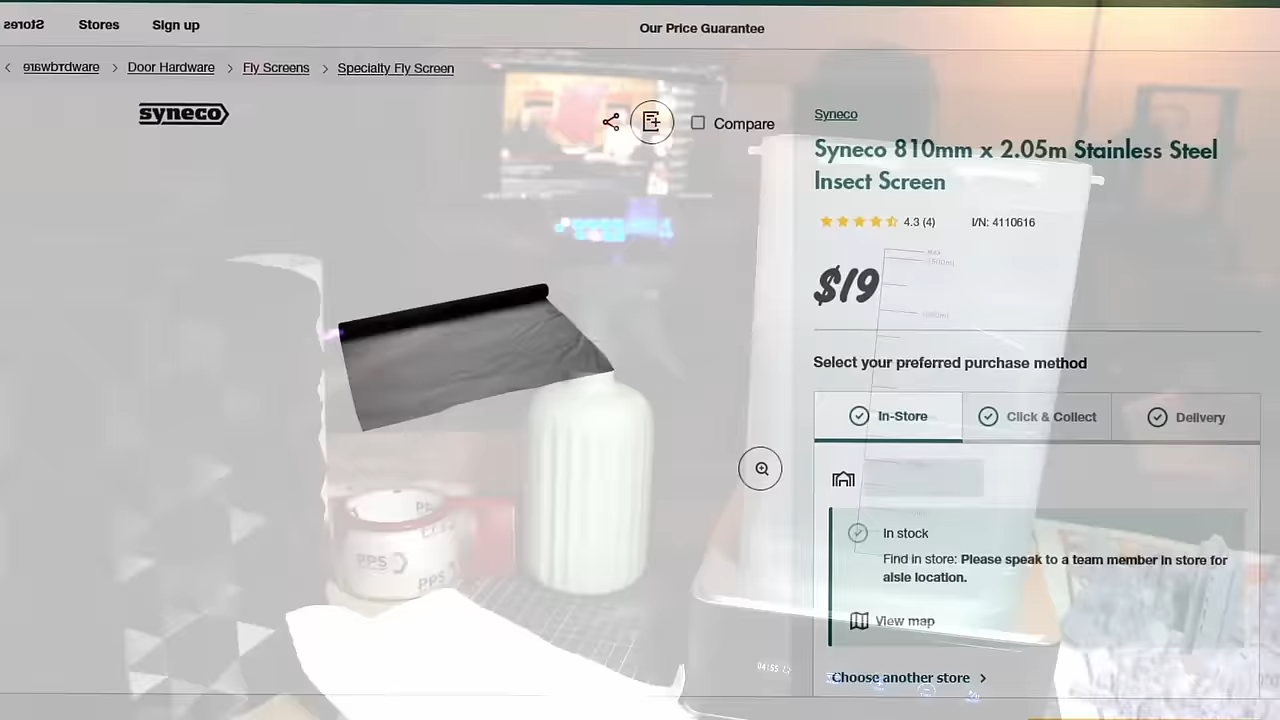 Stores
Sign up
Our Price Guarantee
Door Hardware
Fly Screens
Specialty Fly Screen
syneco
Compare
Syneco
Syneco 810mm x 2.05m Stainless Steel
Insect Screen
4.3 (4)
I/N: 4110616
$19
MAX
Select your preferred purchase method
In-Store
Click & Collect
Delivery
In stock
Find in store: Please speak to a team member in store for
aisle location.
View map
Choose another store
PPS
PPS